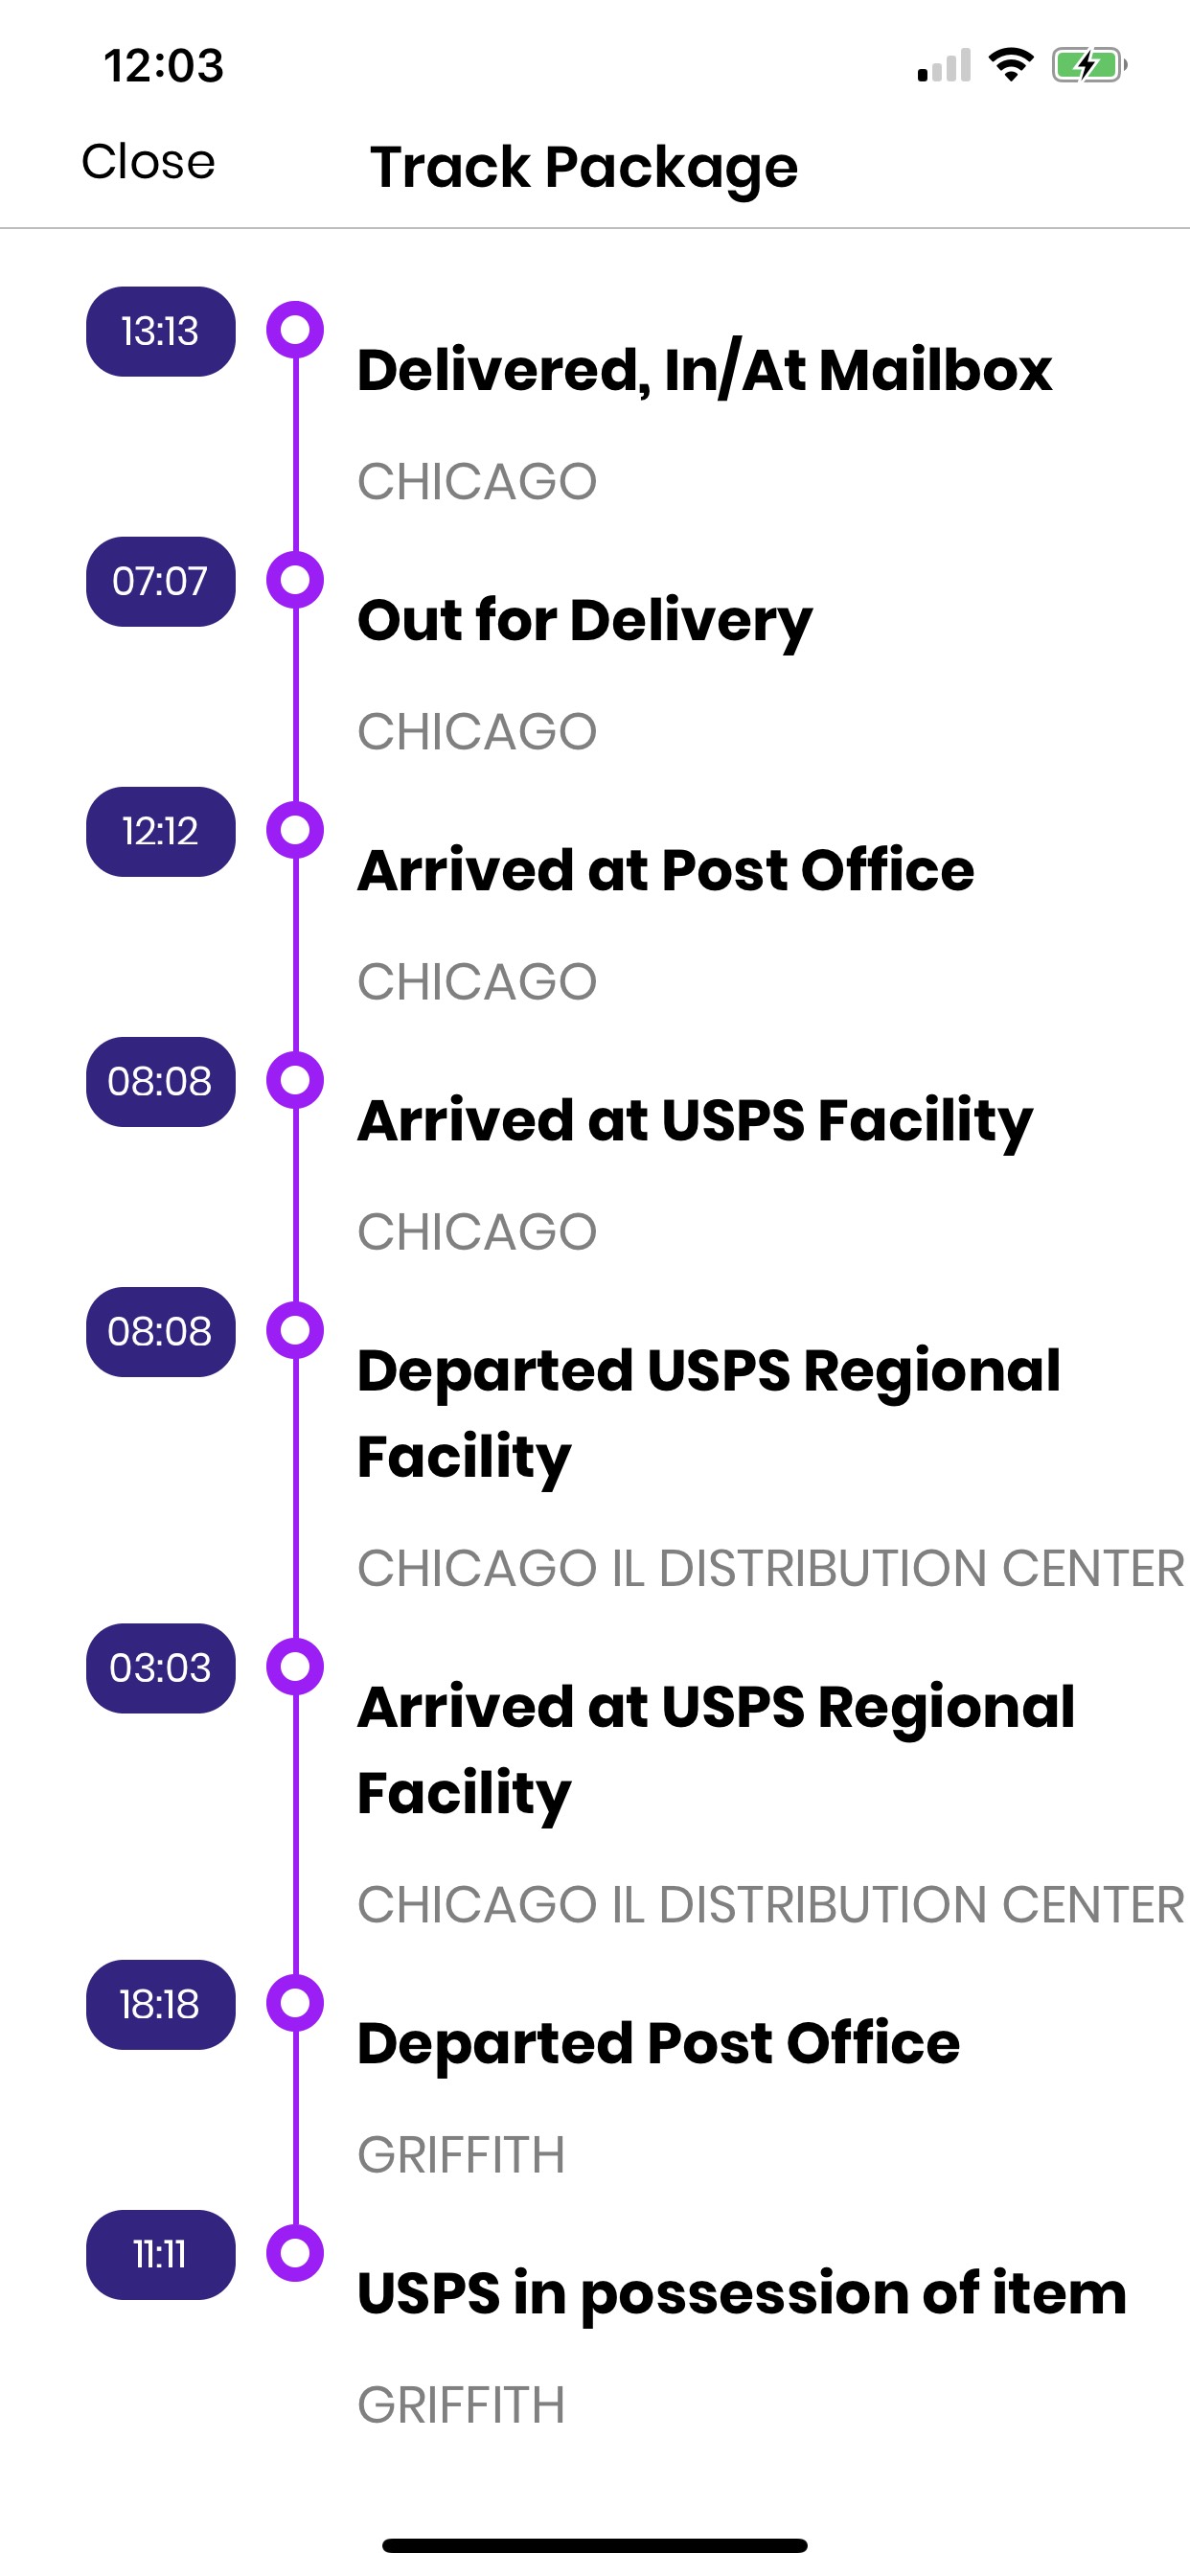 12:03
Close
Track Package
13:13
Delivered, In/At Mailbox
CHICAGO
07:07
Out for Delivery
CHICAGO
12:12
Arrived at Post Office
CHICAGO
08:08
Arrived at USPS Facility
CHICAGO
08:08
Departed USPS Regional
Facility
CHICAGO IL DISTRIBUTION CENTER
03:03
Arrived at USPS Regional
Facility
CHICAGO IL DISTRIBUTION CENTER
18:18
Departed Post Office
GRIFFITH
11:11
USPS in possession of item
GRIFFITH